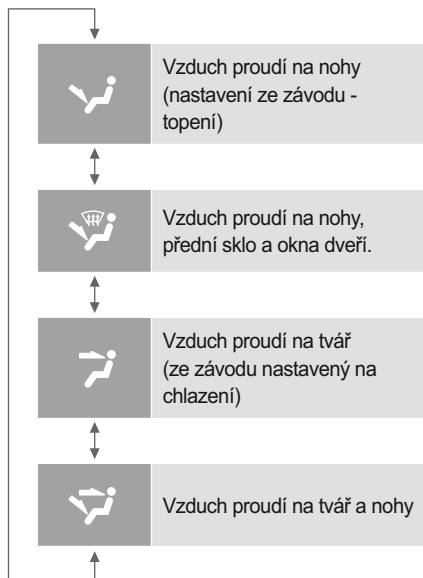 Vzduch proudí na nohy
(nastavení ze závodu -
topení)
Vzduch proudí na nohy,
přední sklo a okna dveří.
Vzduch proudí na tvář
(ze závodu nastavený na
chlazení)
Vzduch proudí na tvář a nohy